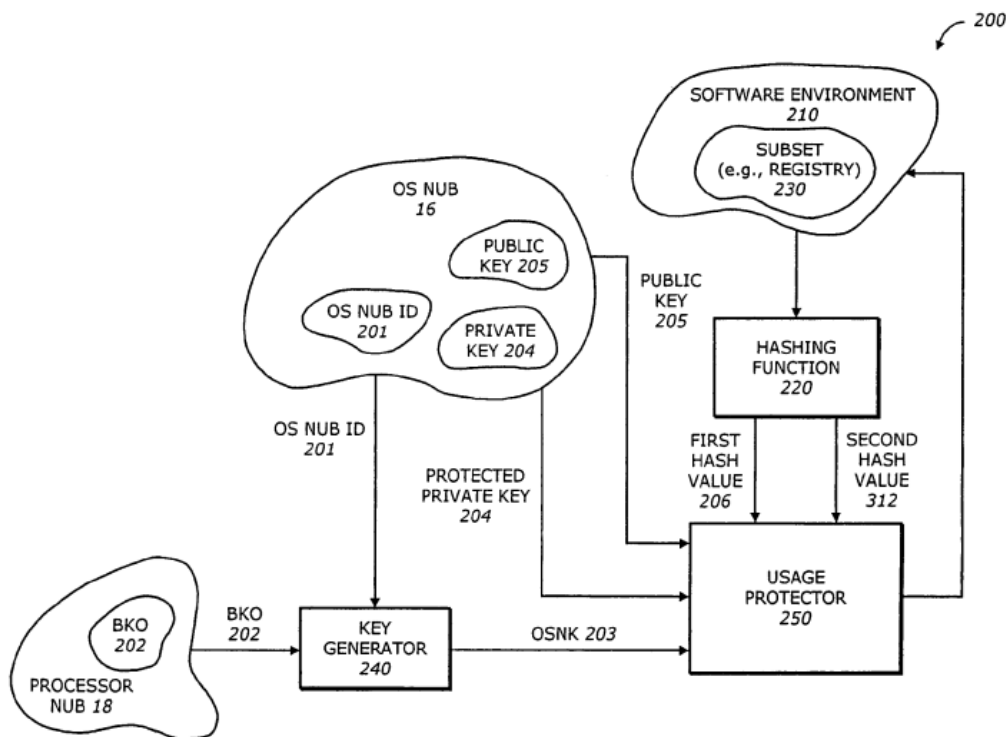 200
SOFTWARE ENVIRONMENT
210
SUBSET
(e.g., REGISTRY)
230
OS NUB
16
PUBLIC
KEY 205
OS NUB ID
201
PRIVATE
KEY 204
PUBLIC
KEY
205
HASHING
FUNCTION
220
OS NUB ID
201
PROTECTED
PRIVATE KEY
204
FIRST
HASH
VALUE
206
SECOND
HASH
VALUE
312
USAGE
PROTECTOR
250
BKO
202
PROCESSOR
NUB 18
BKO
202
KEY
GENERATOR
240
OSNK 203